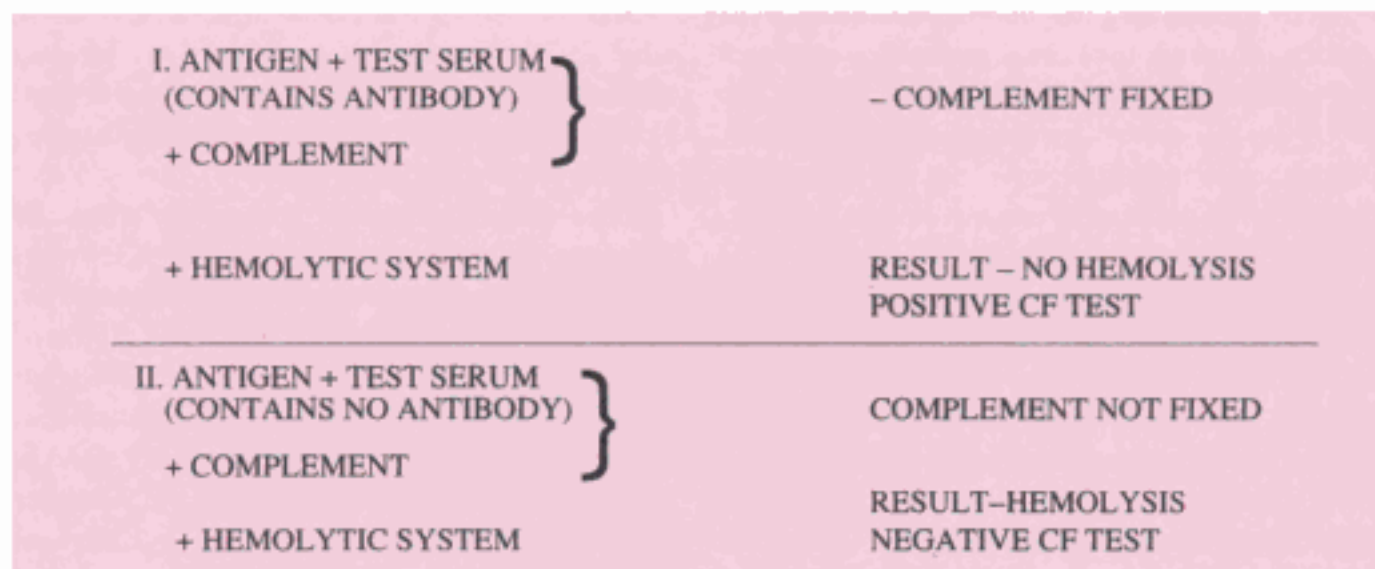 I. ANTIGEN + TEST SERUM
(CONTAINS ANTIBODY)
– COMPLEMENT FIXED
+ COMPLEMENT
+ HEMOLYTIC SYSTEM
RESULT – NO HEMOLYSIS
POSITIVE CF TEST
II. ANTIGEN + TEST SERUM
(CONTAINS NO ANTIBODY)
COMPLEMENT NOT FIXED
+ COMPLEMENT
RESULT–HEMOLYSIS
+ HEMOLYTIC SYSTEM
NEGATIVE CF TEST